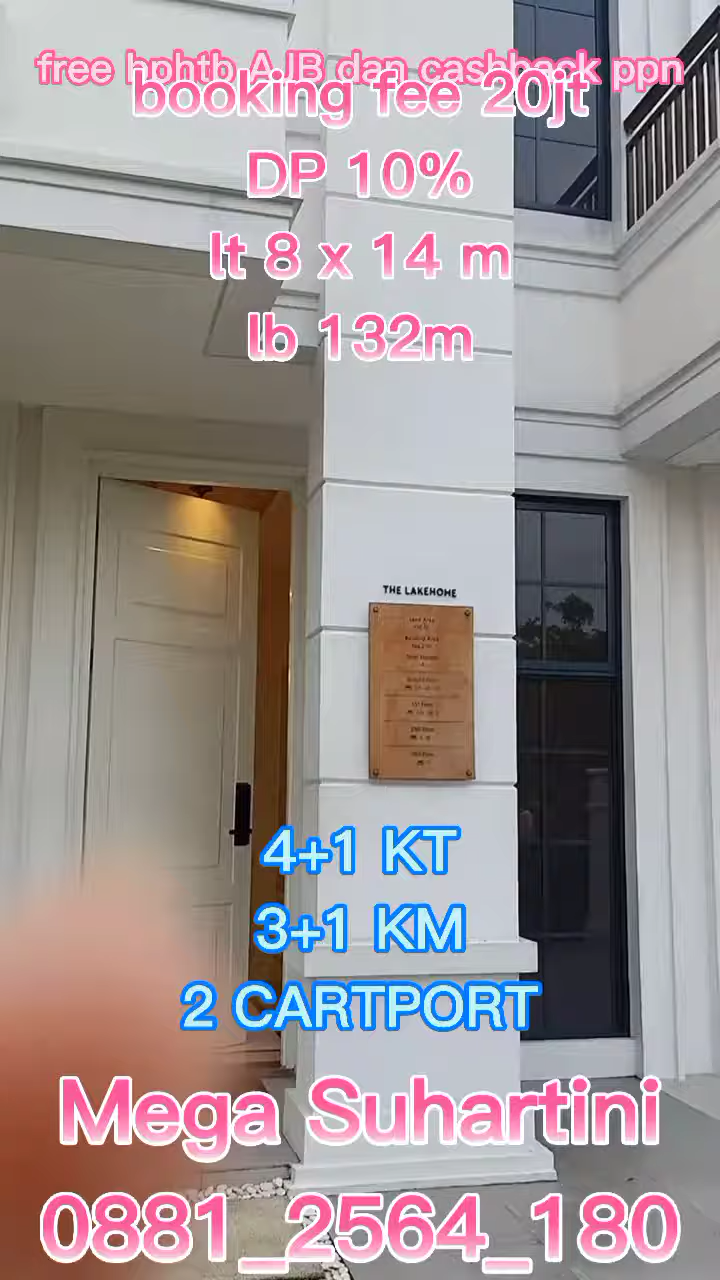 free bphtb AJB dan cashback ppn
booking fee 20jt
DP 10%
lt 8 x 14 m
lb 132m
THE LAKEHOME
4+1 KT
3+1 KM
2 CARTPORT
Mega Suhartini
0881_2564_180